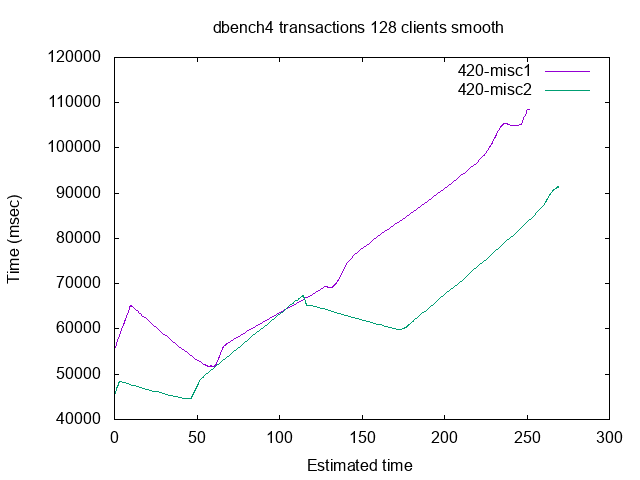 dbench4 transactions 128 clients smooth
120000
110000
100000
90000
80000
70000
60000
50000
40000
0 50 100 150 200 250 300
Time (msec)
Estimated time
420-misc1
420-misc2